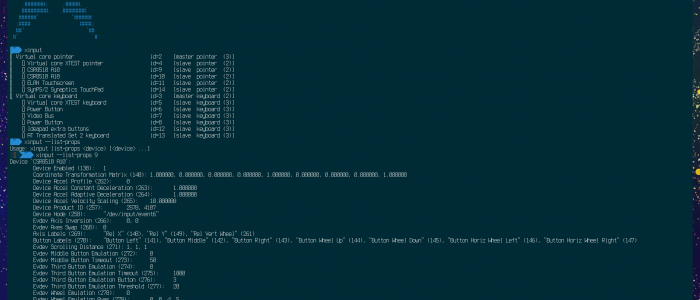 xinput
Virtual core pointer id=2 [master pointer (3)]
Virtual core XTEST pointer id=4 [slave pointer (2)]
CSR8510 A10 id=9 [slave pointer (2)]
CSR8510 A10 id=10 [slave pointer (2)]
ELAN Touchscreen id=11 [slave pointer (2)]
SynPS/2 Synaptics TouchPad id=14 [slave pointer (2)]
Virtual core keyboard id=3 [master keyboard (2)]
Virtual core XTEST keyboard id=5 [slave keyboard (3)]
Power Button id=6 [slave keyboard (3)]
Video Bus id=7 [slave keyboard (3)]
Power Button id=8 [slave keyboard (3)]
Ideapad extra buttons id=12 [slave keyboard (3)]
AT Translated Set 2 keyboard id=13 [slave keyboard (3)]
xinput --list-props
Usage: xinput list-props <device> [<device> ...]
xinput --list-props 9
Device 'CSR8510 A10':
Device Enabled (138): 1
Coordinate Transformation Matrix (140): 1.000000, 0.000000, 0.000000, 0.000000, 1.000000, 0.000000, 0.000000, 0.000000, 1.000000
Device Accel Profile (262): 0
Device Accel Constant Deceleration (263): 1.000000
Device Accel Adaptive Deceleration (264): 1.000000
Device Accel Velocity Scaling (265): 10.000000
Device Product ID (257): 2578, 4107
Device Node (258): "/dev/input/event6"
Evdev Axis Inversion (266): 0, 0
Evdev Axes Swap (268): 0
Axis Labels (269): "Rel X" (148), "Rel Y" (149), "Rel Vert Wheel" (261)
Button Labels (270): "Button Left" (141), "Button Middle" (142), "Button Right" (143), "Button Wheel Up" (144), "Button Wheel Down" (145), "Button Horiz Wheel Left" (146), "Button Horiz Wheel Right" (147)
Evdev Scrolling Distance (271): 1, 1, 1
Evdev Middle Button Emulation (272): 0
Evdev Middle Button Timeout (273): 50
Evdev Third Button Emulation (274): 0
Evdev Third Button Emulation Timeout (275): 1000
Evdev Third Button Emulation Button (276): 3
Evdev Third Button Emulation Threshold (277): 20
Evdev Wheel Emulation (278): 0